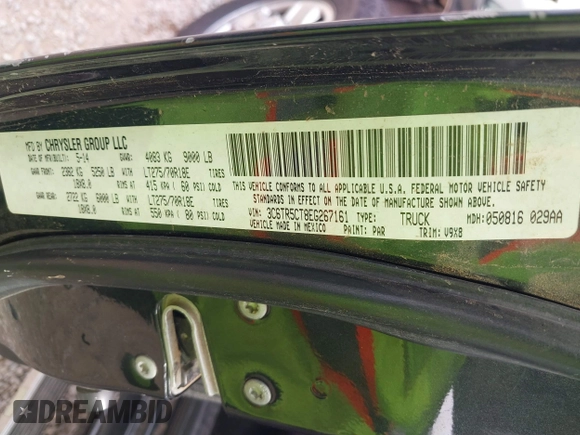 MFD BY CHRYSLER GROUP LLC
DATE OF MFR/BUILT: 5-14 GVWR: 4083 KG 9000 LB
GAWR FRONT: 2382 KG 5250 LB WITH TIRES LT275/70R18E
18X8.0 RIMS AT 415 KPA ( 60 PSI) COLD
GAWR REAR: 2722 KG 6000 LB WITH TIRES LT275/70R18E
18X8.0 RIMS AT 550 KPA ( 80 PSI) COLD
THIS VEHICLE CONFORMS TO ALL APPLICABLE U.S.A. FEDERAL MOTOR VEHICLE SAFETY
STANDARDS IN EFFECT ON THE DATE OF MANUFACTURE SHOWN ABOVE.
VIN: 3C6TR5CT8EG267161 TYPE: TRUCK MDH: 050816 029AA
VEHICLE MADE IN MEXICO PAINT: PAR TRIM: V9X8
DREAMBID